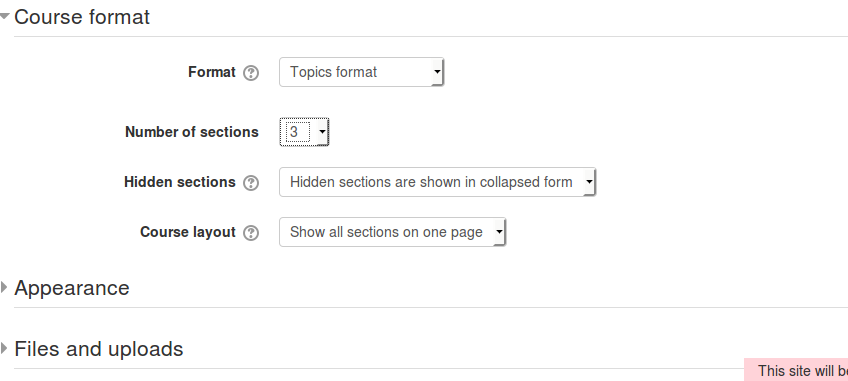 Course format
Format ? Topics format
Number of sections 3
Hidden sections ? Hidden sections are shown in collapsed form
Course layout ? Show all sections on one page
Appearance
Files and uploads
This site will